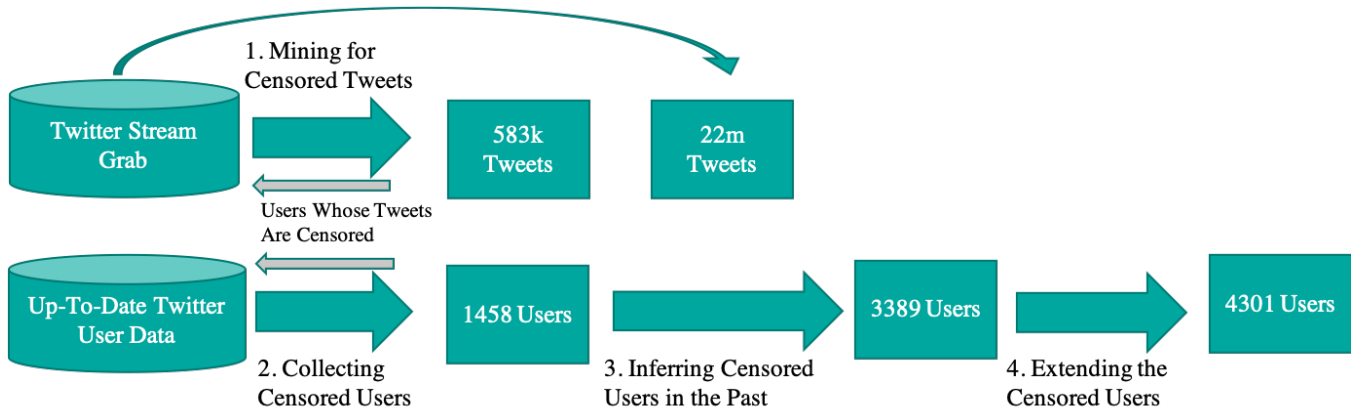 1. Mining for
Censored Tweets
Twitter Stream
Grab
583k
Tweets
22m
Tweets
Users Whose Tweets
Are Censored
Up-To-Date Twitter
User Data
1458 Users
3389 Users
4301 Users
2. Collecting
Censored Users
3. Inferring Censored
Users in the Past
4. Extending the
Censored Users